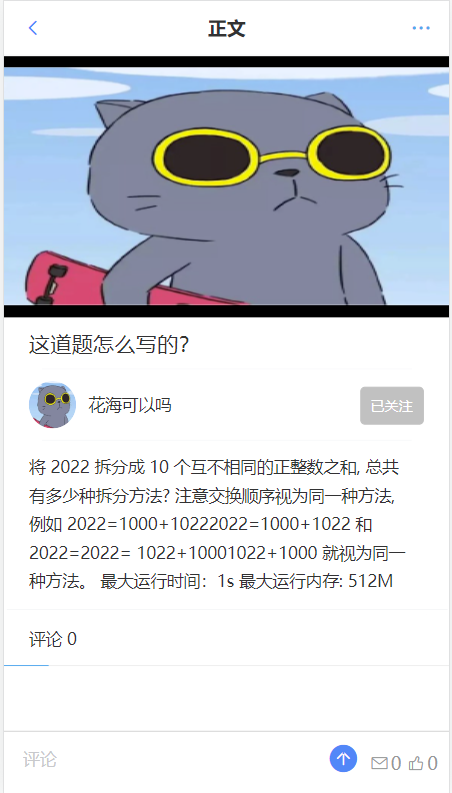 正文
这道题怎么写的?
花海可以吗
已关注
将 2022 拆分成 10 个互不相同的正整数之和, 总共
有多少种拆分方法? 注意交换顺序视为同一种方法,
例如 2022=1000+10222022=1000+1022 和
2022=2022= 1022+10001022+1000 就视为同一
种方法。 最大运行时间：1s 最大运行内存: 512M
评论 0
评论 0 0